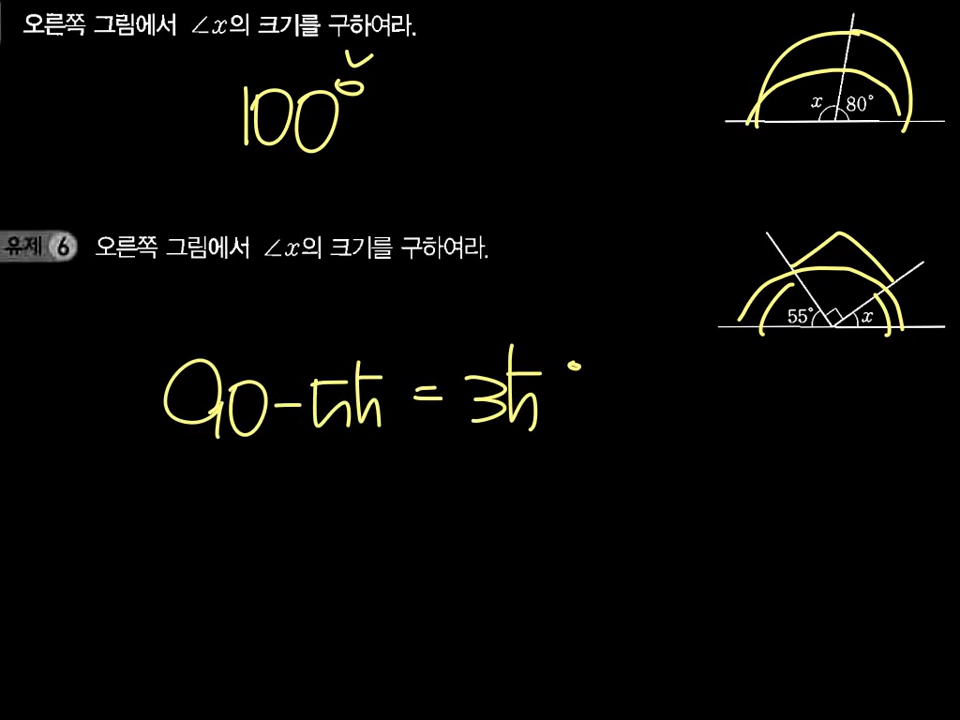 오른쪽 그림에서 ∠x의 크기를 구하여라.
100°
x 80°
유제 6 오른쪽 그림에서 ∠x의 크기를 구하여라.
55° x
90-55=35°